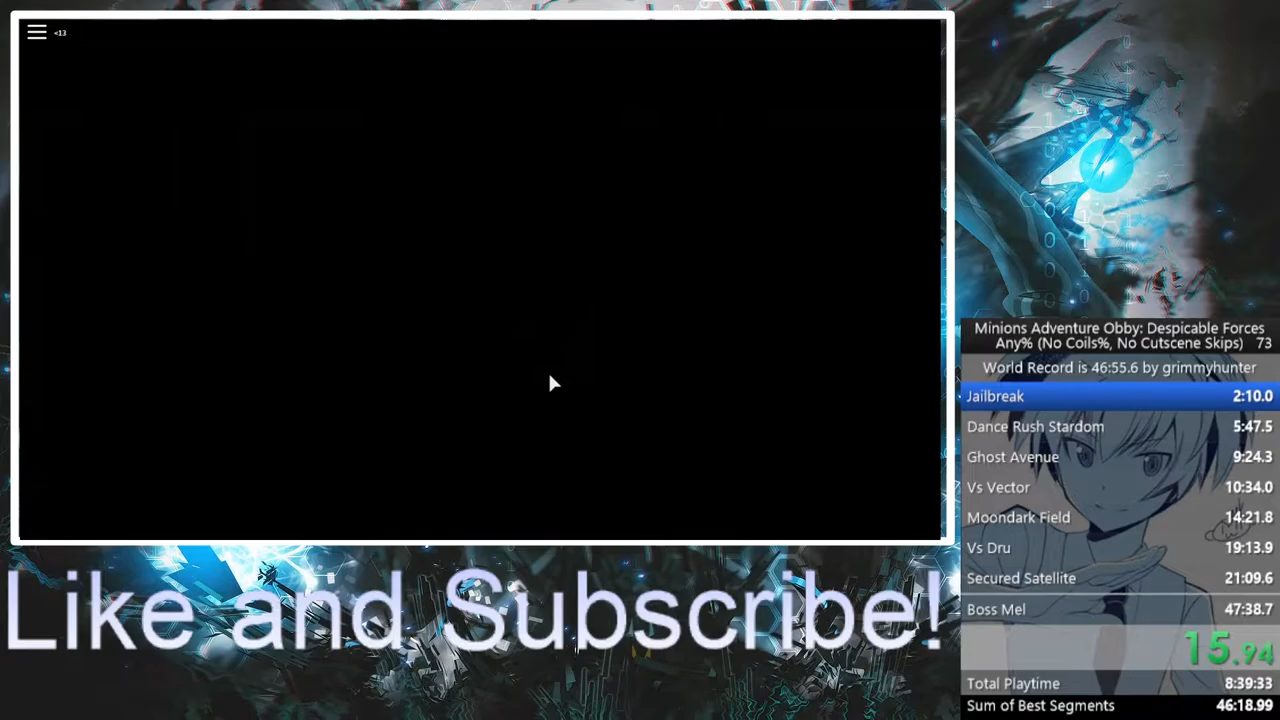 <13
Minions Adventure Obby: Despicable Forces
Any% (No Coils%, No Cutscene Skips) 73
World Record is 46:55.6 by grimmyhunter
Jailbreak 2:10.0
Dance Rush Stardom 5:47.5
Ghost Avenue 9:24.3
Vs Vector 10:34.0
Moondark Field 14:21.8
Vs Dru 19:13.9
Secured Satellite 21:09.6
Boss Mel 47:38.7
15.94
Total Playtime 8:39:33
Sum of Best Segments 46:18.99
Like and Subscribe!